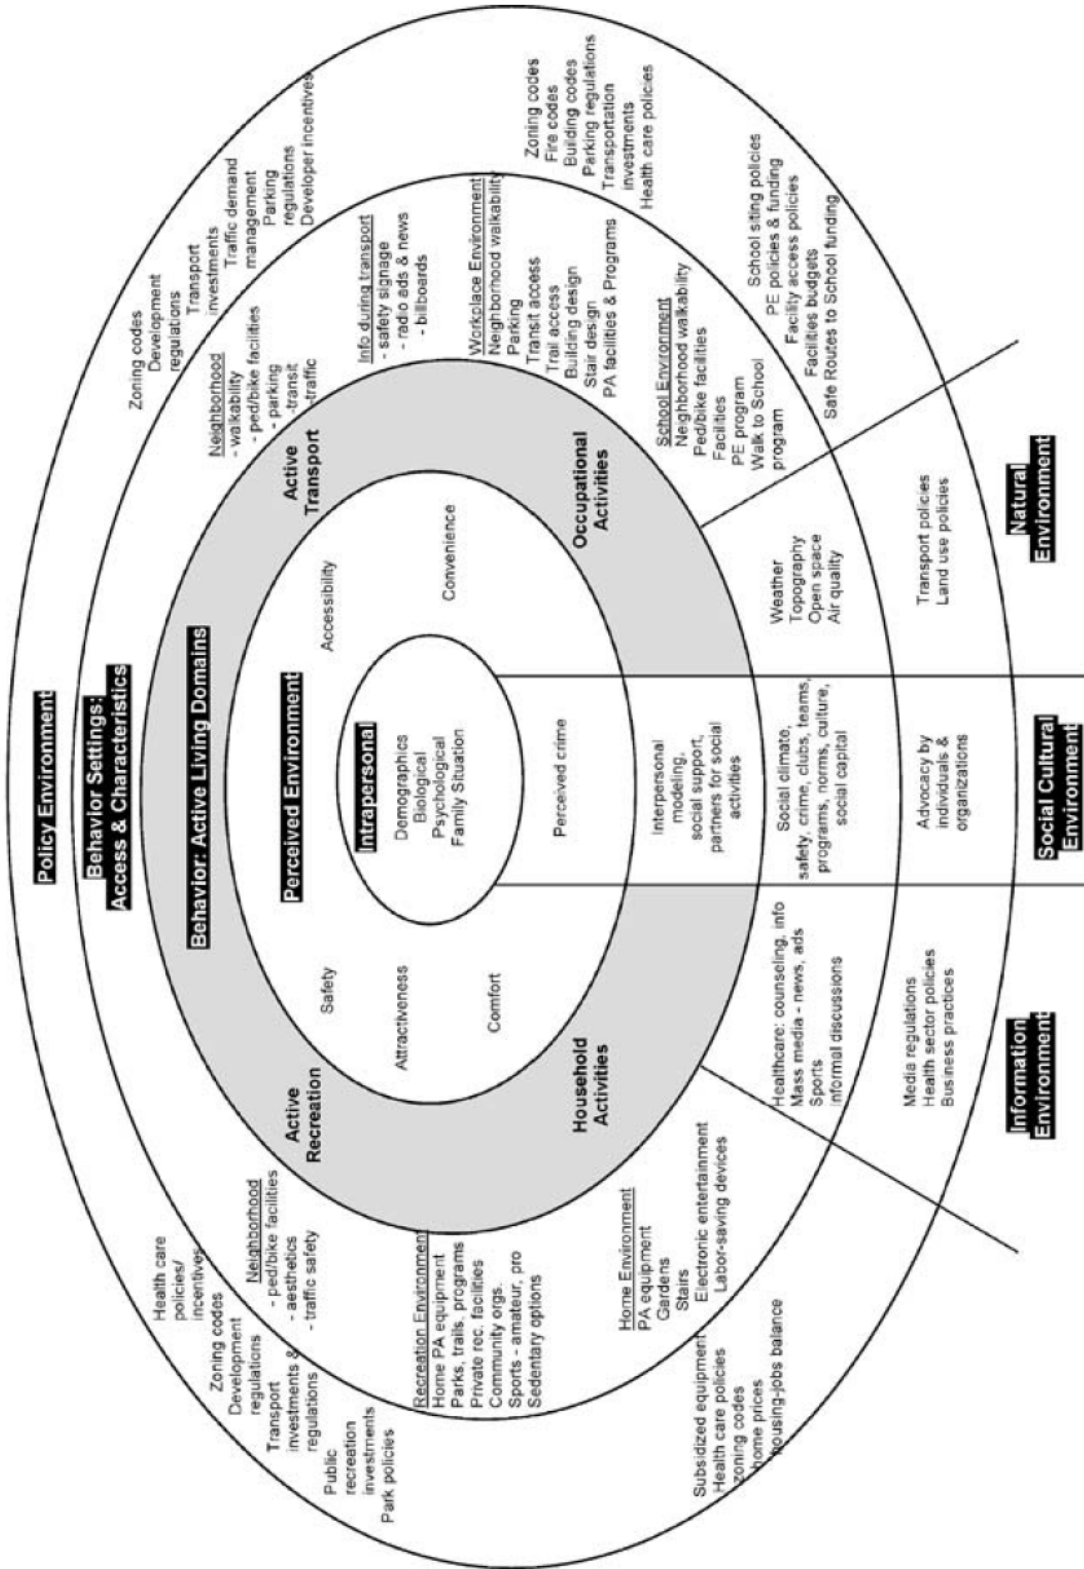 Policy Environment
Behavior Settings:
Access & Characteristics
Behavior: Active Living Domains
Perceived Environment
Intrapersonal
Demographics
Biological
Psychological
Family Situation
Safety
Attractiveness
Comfort
Accessibility
Convenience
Perceived crime
Active
Recreation
Active
Transport
Household
Activities
Occupational
Activities
Health care
policies/
incentives
Zoning codes
Development
regulations
Transport
investments &
regulations
Public
recreation
investments
Park policies
Neighborhood
- ped/bike facilities
- aesthetics
- traffic safety
Recreation Environment
Home PA equipment
Parks, trails, programs
Private rec. facilities
Community orgs.
Sports - amateur, pro
Sedentary options
Home Environment
PA equipment
Gardens
Stairs
Electronic entertainment
Labor-saving devices
Subsidized equipment
Health care policies
zoning codes
home prices
housing-jobs balance
Zoning codes
Development
regulations
Transport
investments
Traffic demand
management
Parking
regulations
Developer incentives
Neighborhood
- walkability
- ped/bike facilities
- parking
-transit
-traffic
Info during transport
- safety signage
- radio ads & news
- billboards
Workplace Environment
Neighborhood walkability
Parking
Transit access
Trail access
Building design
Stair design
PA facilities & Programs
Zoning codes
Fire codes
Building codes
Parking regulations
Transportation
investments
Health care policies
School Environment
Neighborhood walkability
Ped/bike facilities
Facilities
PE program
Walk to School
program
School siting policies
PE policies & funding
Facility access policies
Facilities budgets
Safe Routes to School funding
Healthcare: counseling, info
Mass media - news, ads
Sports
Informal discussions
Media regulations
Health sector policies
Business practices
Information
Environment
Interpersonal
modeling,
social support,
partners for social
activities
Social climate,
safety, crime, clubs, teams,
programs, norms, culture,
social capital
Advocacy by
individuals &
organizations
Social Cultural
Environment
Weather
Topography
Open space
Air quality
Transport policies
Land use policies
Natural
Environment